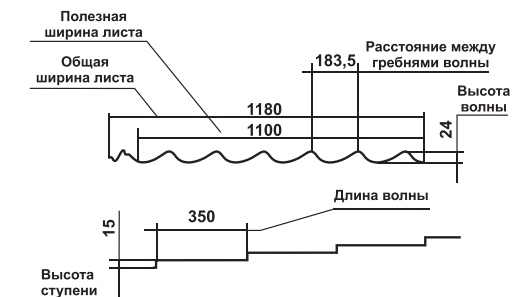 Полезная
ширина листа
Общая
ширина листа
183,5
Расстояние между
гребнями волны
Высота
волны
1180
1100
24
Длина волны
350
15
Высота
ступени